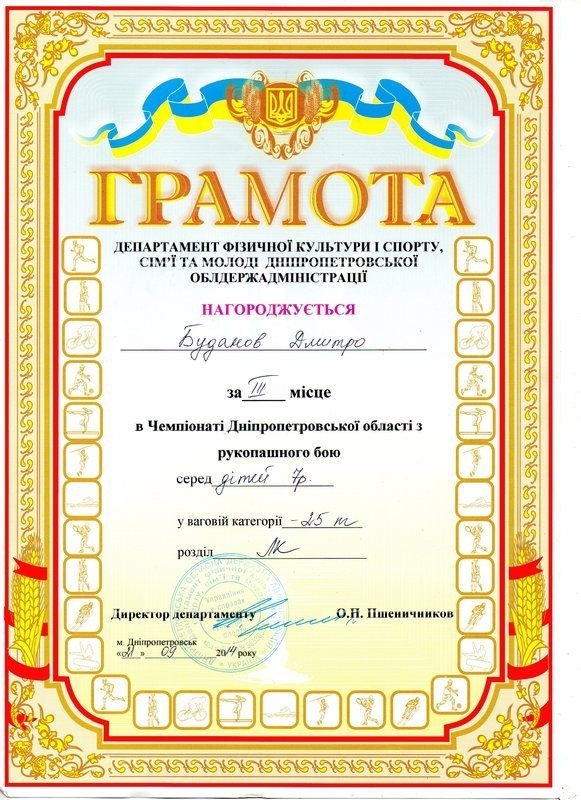 ГРАМОТА
ДЕПАРТАМЕНТ ФІЗИЧНОЇ КУЛЬТУРИ І СПОРТУ,
СІМ'Ї ТА МОЛОДІ ДНІПРОПЕТРОВСЬКОЇ
ОБЛДЕРЖАДМІНІСТРАЦІЇ
НАГОРОДЖУЄТЬСЯ
Буданов Дмитро
за III місце
в Чемпіонаті Дніпропетровської області з
рукопашного бою
серед дітей 7р.
у ваговій категорії -25 кг
розділ ЛК
Директор департаменту О.Н. Пшеничников
м. Дніпропетровськ
«21» 09 2014 року